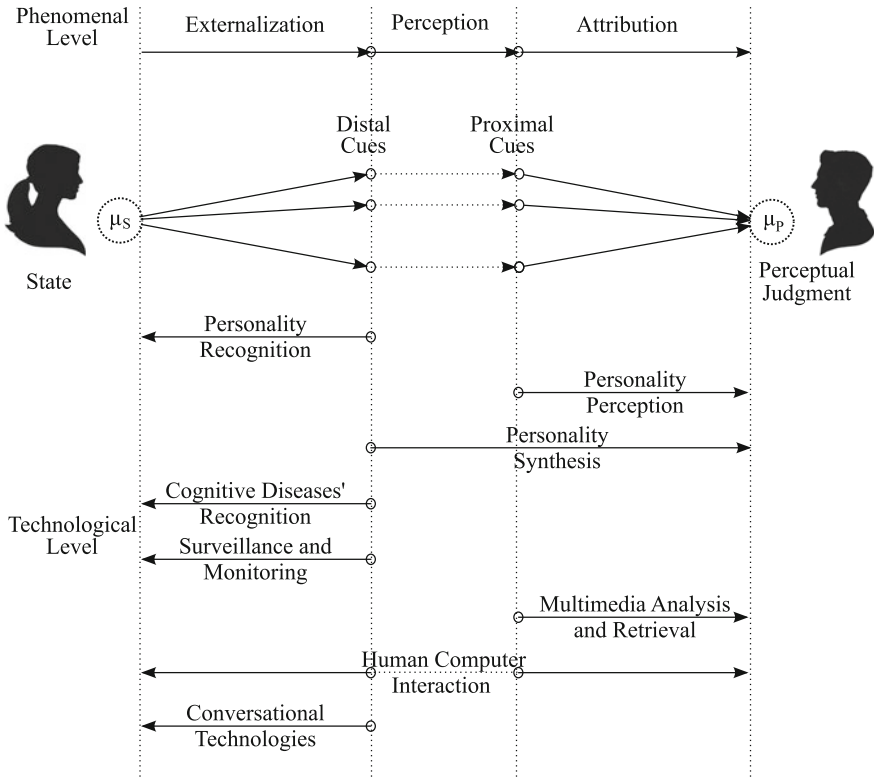 Phenomenal
Level
Externalization
Perception
Attribution
Distal
Cues
Proximal
Cues
μS
μP
State
Perceptual
Judgment
Personality
Recognition
Personality
Perception
Personality
Synthesis
Cognitive Diseases'
Recognition
Technological
Level
Surveillance and
Monitoring
Multimedia Analysis
and Retrieval
Human Computer
Interaction
Conversational
Technologies